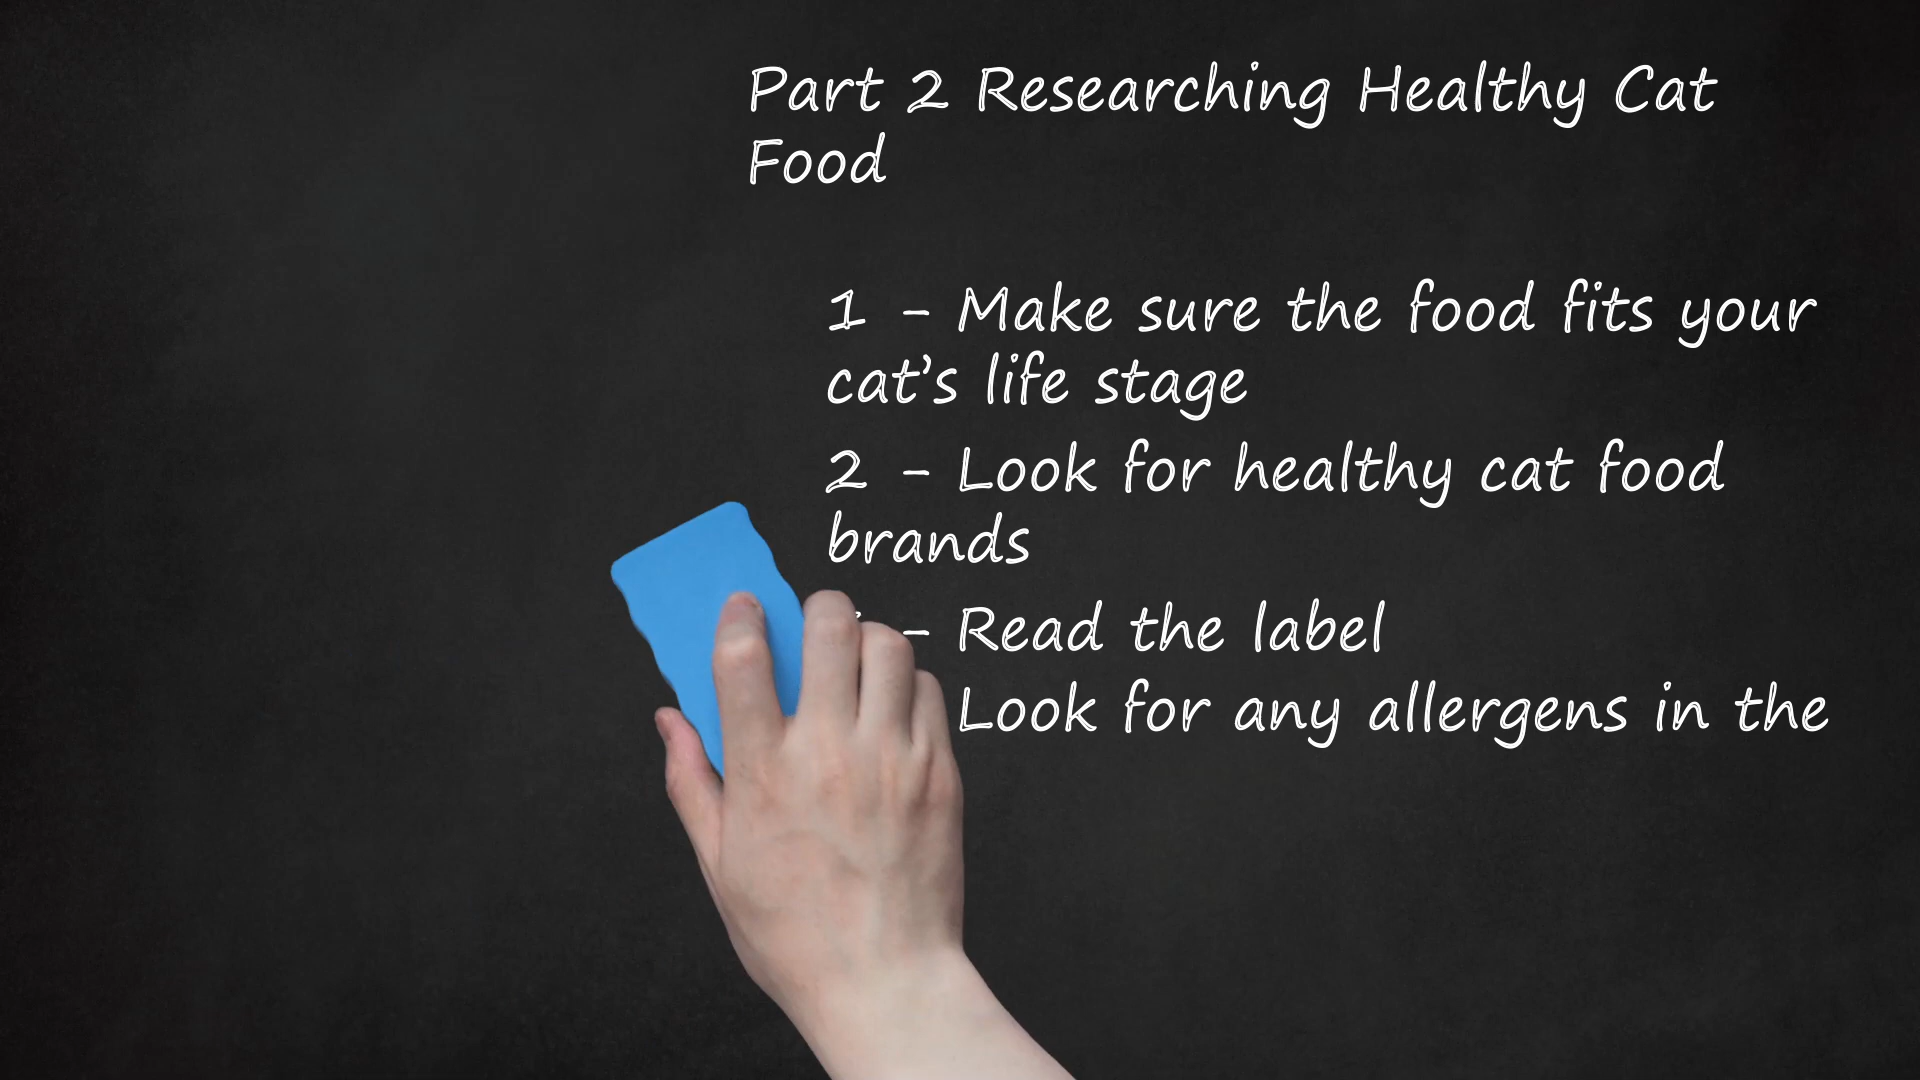 Part 2 Researching Healthy Cat
Food
1 - Make sure the food fits your
cat's life stage
2 - Look for healthy cat food
brands
- Read the label
Look for any allergens in the